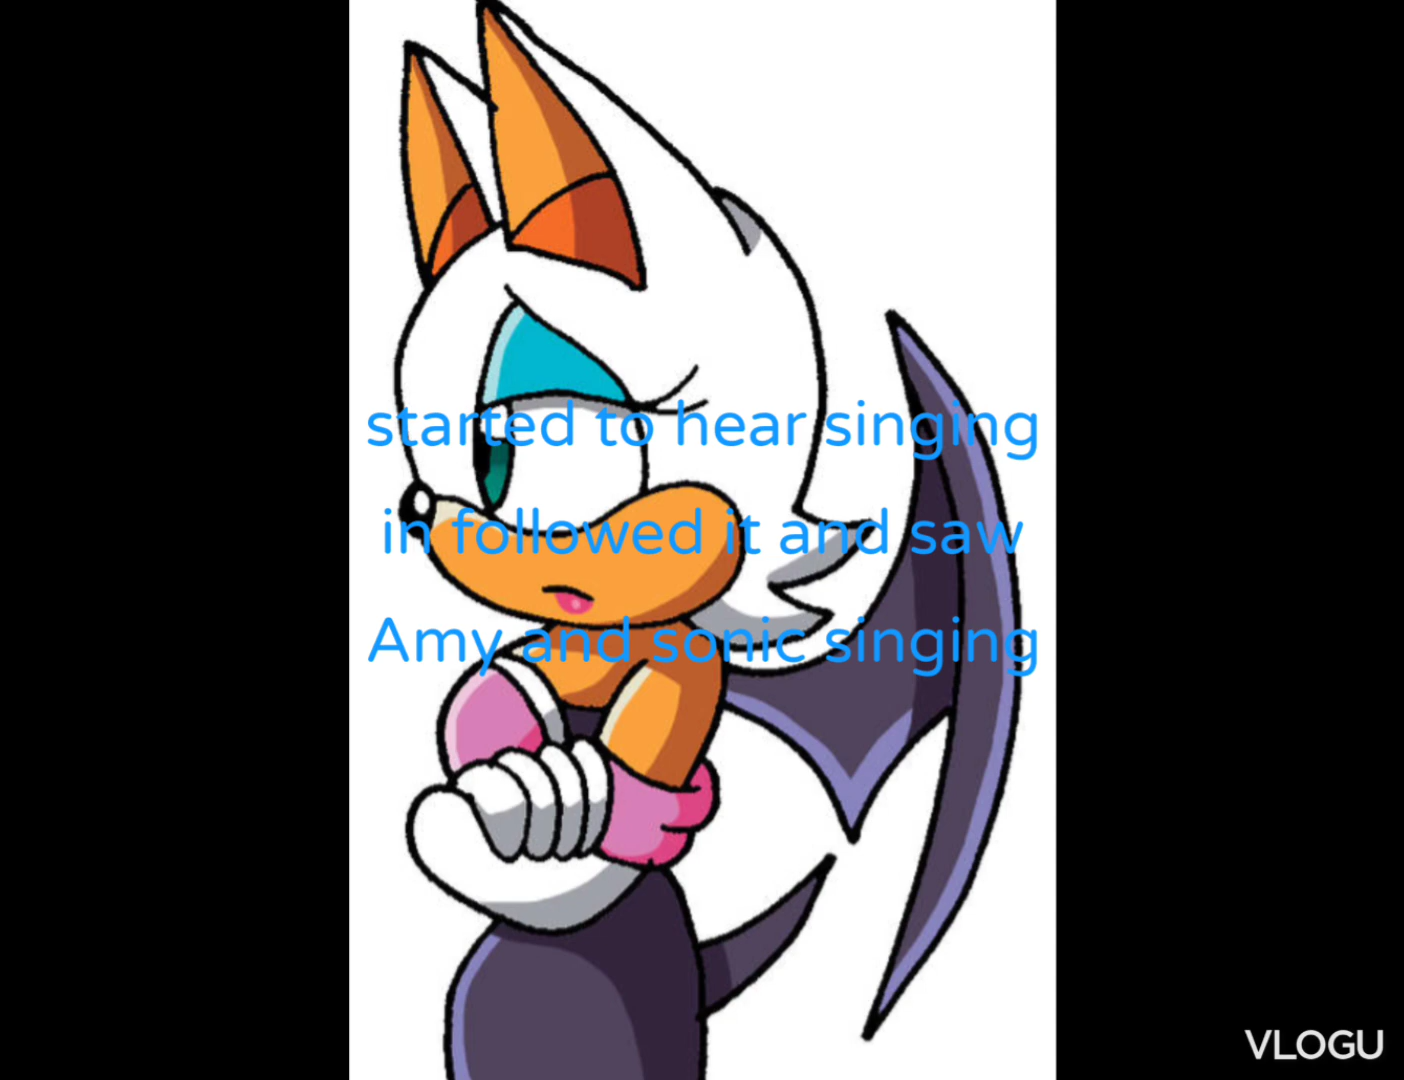 started to hear singing
in followed it and saw
Amy and sonic singing
VLOGU